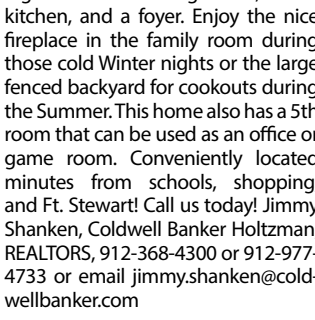 kitchen, and a foyer. Enjoy the nice
fireplace in the family room during
those cold Winter nights or the large
fenced backyard for cookouts during
the Summer. This home also has a 5th
room that can be used as an office or
game room. Conveniently located
minutes from schools, shopping,
and Ft. Stewart! Call us today! Jimmy
Shanken, Coldwell Banker Holtzman,
REALTORS, 912-368-4300 or 912-977-
4733 or email jimmy.shanken@cold-
wellbanker.com